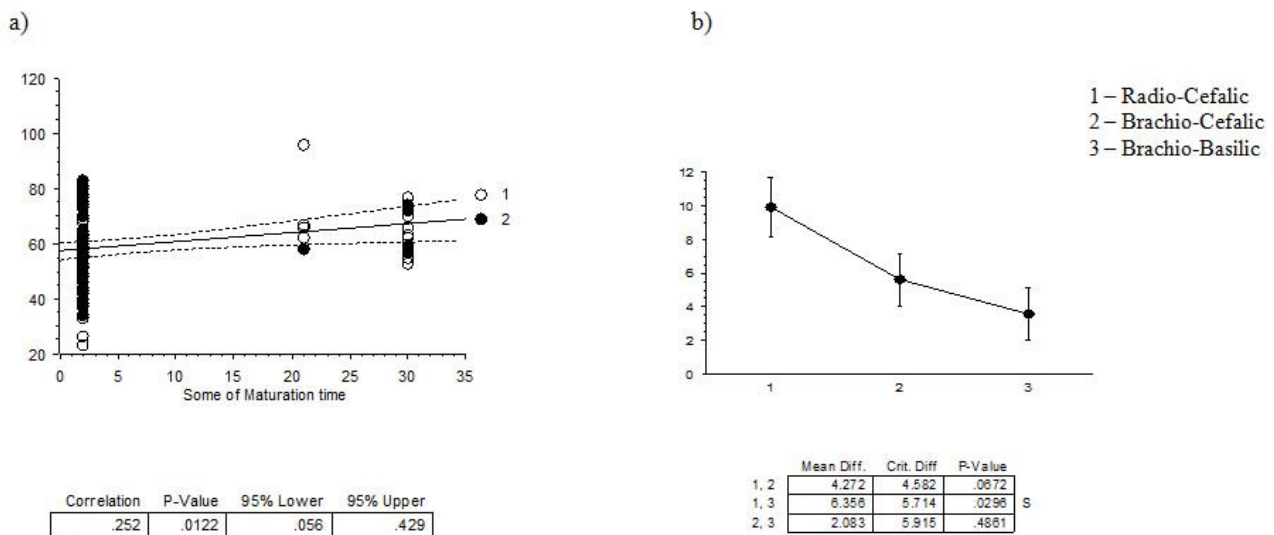 a)
120
100
80
60
40
20
0 5 10 15 20 25 30 35
Some of Maturation time
1
2
Correlation P-Value 95% Lower 95% Upper
.252 .0122 .056 .429
b)
1 – Radio-Cefalic
2 – Brachio-Cefalic
3 – Brachio-Basilic
12
10
8
6
4
2
0
1 2 3
Mean Diff. Crit. Diff P-Value
1, 2 4.272 4.582 .0672
1, 3 6.356 5.714 .0296 S
2, 3 2.083 5.915 .4861